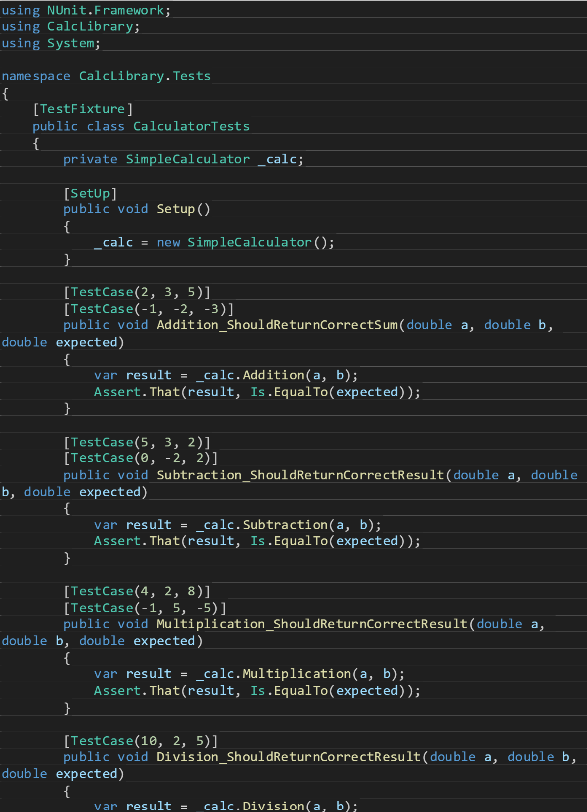 using NUnit.Framework;
using CalcLibrary;
using System;
namespace CalcLibrary.Tests
{
[TestFixture]
public class CalculatorTests
{
private SimpleCalculator _calc;
[SetUp]
public void Setup()
{
_calc = new SimpleCalculator();
}
[TestCase(2, 3, 5)]
[TestCase(-1, -2, -3)]
public void Addition_ShouldReturnCorrectSum(double a, double b,
double expected)
{
var result = _calc.Addition(a, b);
Assert.That(result, Is.EqualTo(expected));
}
[TestCase(5, 3, 2)]
[TestCase(0, -2, 2)]
public void Subtraction_ShouldReturnCorrectResult(double a, double
b, double expected)
{
var result = _calc.Subtraction(a, b);
Assert.That(result, Is.EqualTo(expected));
}
[TestCase(4, 2, 8)]
[TestCase(-1, 5, -5)]
public void Multiplication_ShouldReturnCorrectResult(double a,
double b, double expected)
{
var result = _calc.Multiplication(a, b);
Assert.That(result, Is.EqualTo(expected));
}
[TestCase(10, 2, 5)]
public void Division_ShouldReturnCorrectResult(double a, double b,
double expected)
{
var result = _calc.Division(a, b);